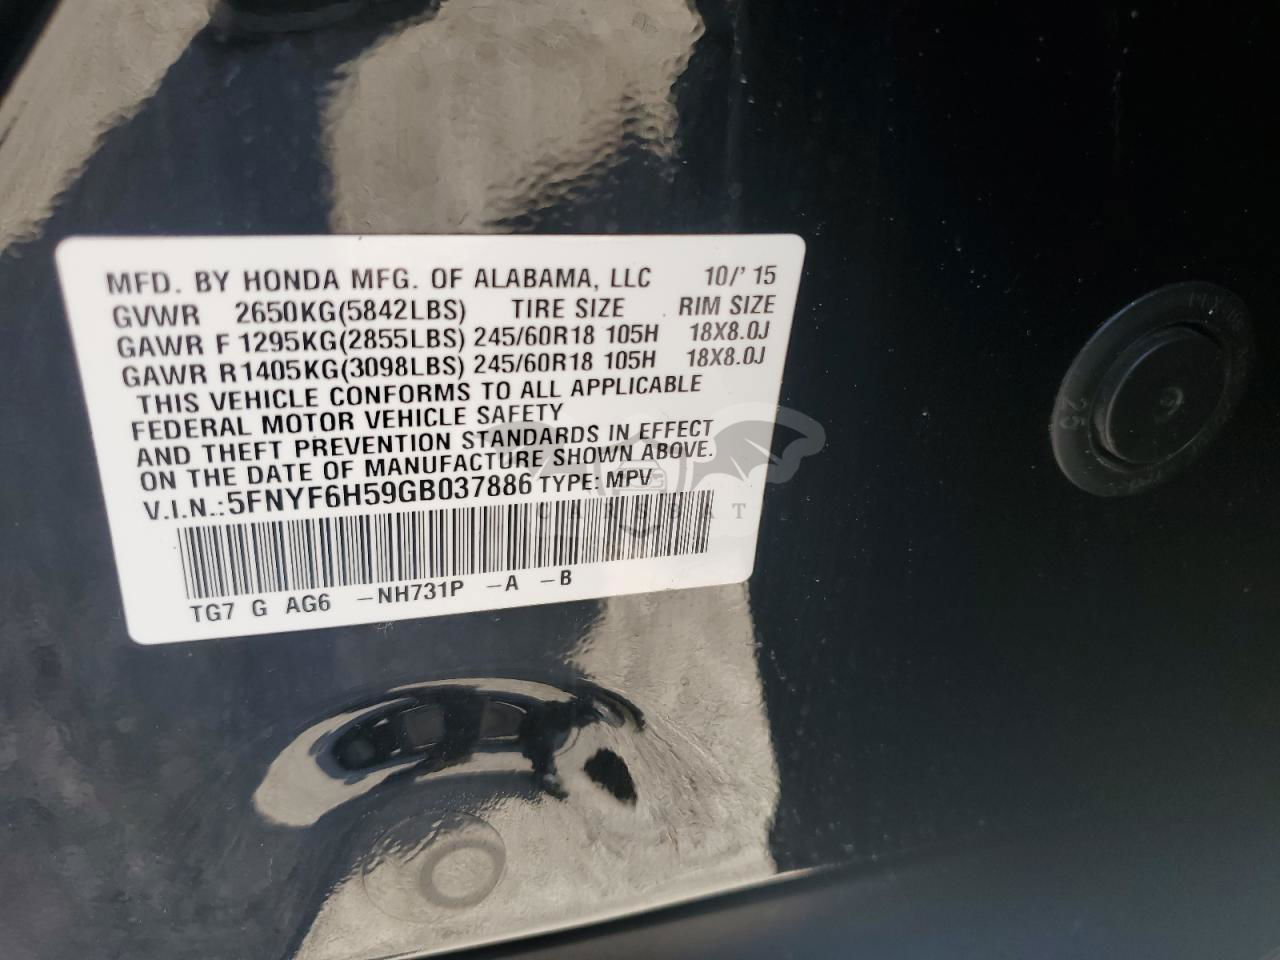 MFD. BY HONDA MFG. OF ALABAMA, LLC 10/' 15
GVWR 2650KG(5842LBS) TIRE SIZE RIM SIZE
GAWR F 1295KG(2855LBS) 245/60R18 105H 18X8.0J
GAWR R1405KG(3098LBS) 245/60R18 105H 18X8.0J
THIS VEHICLE CONFORMS TO ALL APPLICABLE
FEDERAL MOTOR VEHICLE SAFETY
AND THEFT PREVENTION STANDARDS IN EFFECT
ON THE DATE OF MANUFACTURE SHOWN ABOVE.
V.I.N.:5FNYF6H59GB037886 TYPE: MPV
TG7 G AG6 -NH731P -A -B
CARSBAT
25